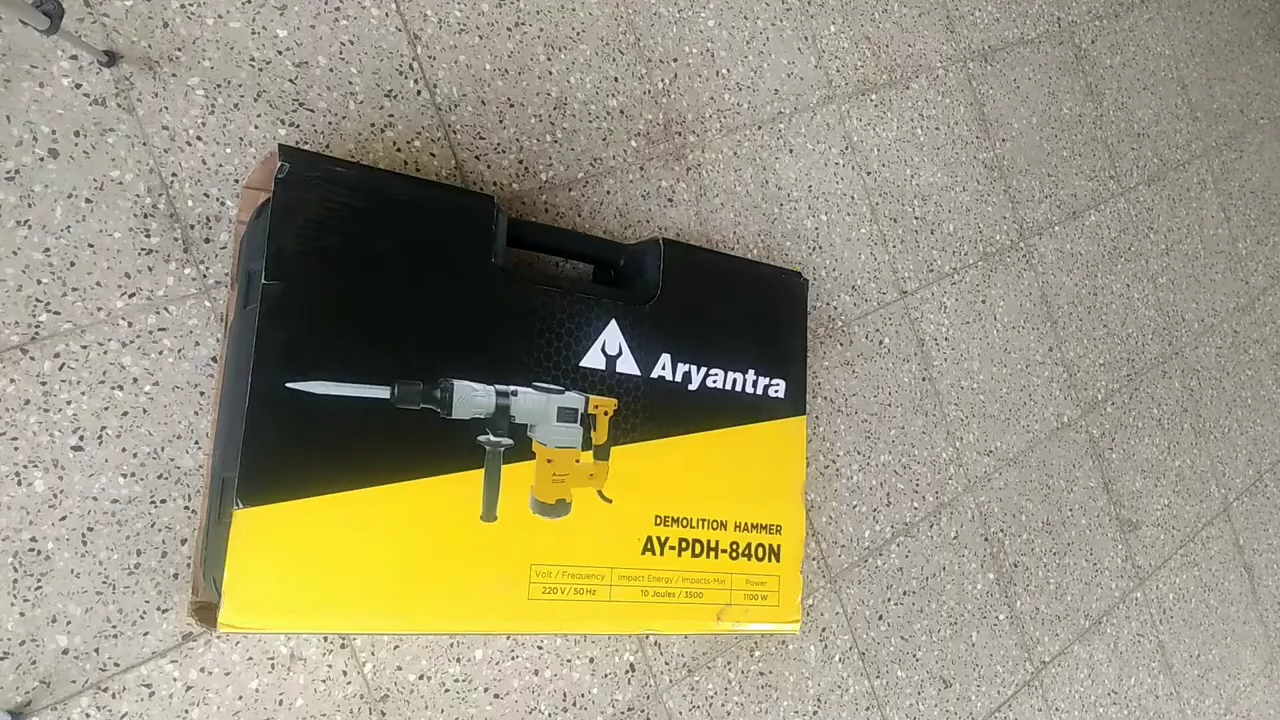 Aryantra
DEMOLITION HAMMER
AY-PDH-840N
Volt / Frequency Impact Energy / Impacts-Min Power
220 V / 50 Hz 10 Joules / 3500 1100 W